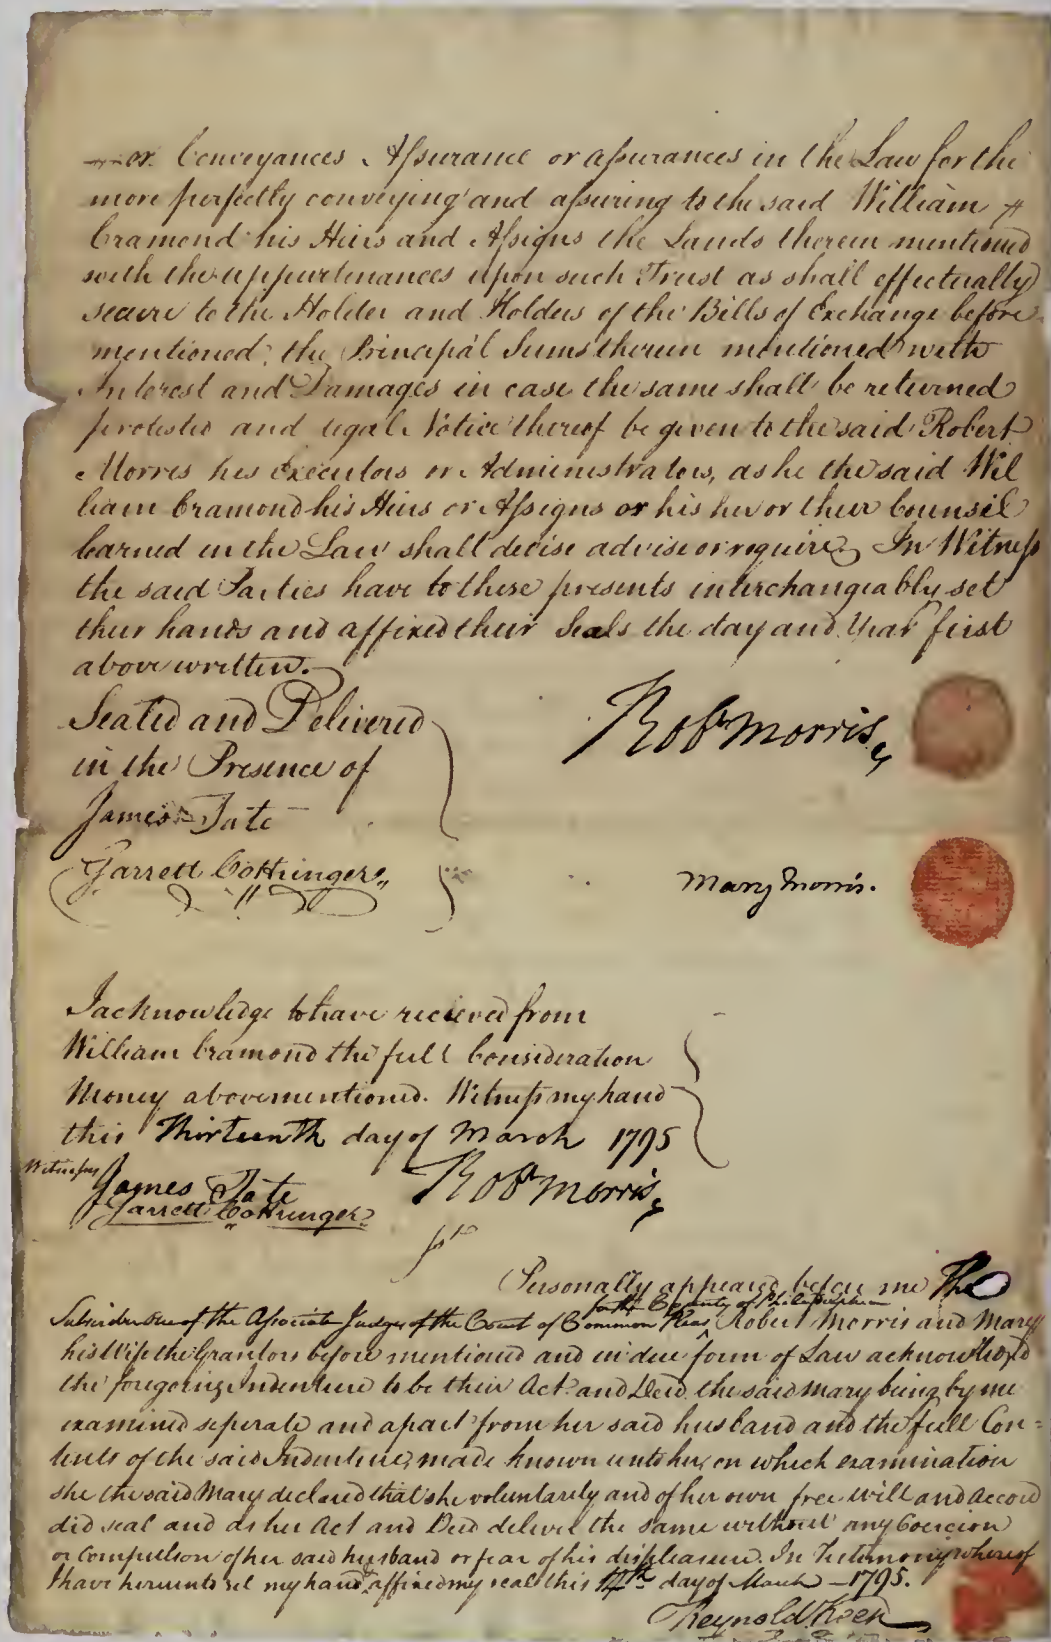 or Conveyances Assurance or assurances in the Law for the
more perfectly conveying and assuring to the said William
Cramond his Heirs and Assigns the Lands therein mentioned
with the appurtenances upon such Trust as shall effectually
secure to the Holder and Holders of the Bills of Exchange before
mentioned, the Principal Sums therein mentioned with
Interest and Damages in case the same shall be returned
protested and legal Notice thereof be given to the said Robert
Morris his Executors or Administrators, as he the said Wil
liam Cramond his Heirs or Assigns or his her or their Counsil
learned in the Law shall devise advise or require. In Witness
the said Parties have to these presents interchangeably set
their hands and affixed their Seals the day and Year first
above written.
Sealed and Delivered
in the Presence of
James Tate
Garrett Cottringer
Robt Morris
Mary Morris.
I acknowledge to have recieved from
William Cramond the full Consideration
Money abovementioned. Witness my hand
this Thirteenth day of March 1795
Witness
James Tate
Garrett Cottringer
Robt Morris
Personally appeared before me The
for the County of Philadelphia
Subscriber one of the Associate Judges of the Court of Common Pleas ^ Robert Morris and Mary
his Wife the Grantors before mentioned and in due form of Law acknowledged
the foregoing Indenture to be their Act and Deed, the said Mary being by me
examined seperate and apart from her said husband and the full Con=
tents of the said Indenture made known unto her, on which examination
she the said Mary declared that she voluntarily and of her own free Will and Accord
did seal and as her Act and Deed deliver the same without any Coercion
or Compulsion of her said husband or fear of his displeasure. In Testimony whereof
I have hereunto set my hand & affixed my seal this 14th day of March - 1795.
Reynold Keen